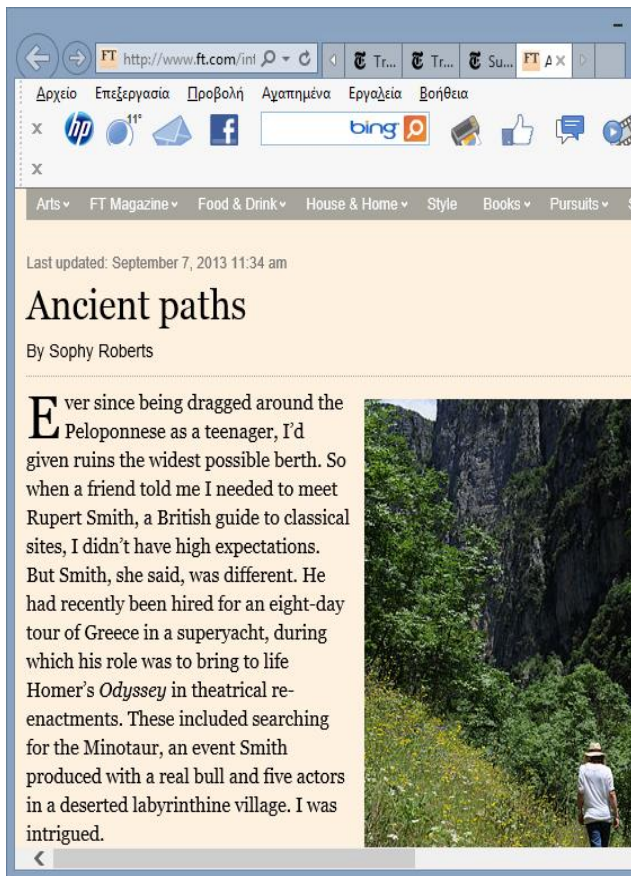 http://www.ft.com/int
Tr...
Tr...
Su...
FT
A
Αρχείο Επεξεργασία Προβολή Αγαπημένα Εργαλεία Βοήθεια
hp
11°
bing
Arts FT Magazine Food & Drink House & Home Style Books Pursuits
Last updated: September 7, 2013 11:34 am
Ancient paths
By Sophy Roberts
Ever since being dragged around the
Peloponnese as a teenager, I'd
given ruins the widest possible berth. So
when a friend told me I needed to meet
Rupert Smith, a British guide to classical
sites, I didn't have high expectations.
But Smith, she said, was different. He
had recently been hired for an eight-day
tour of Greece in a superyacht, during
which his role was to bring to life
Homer's Odyssey in theatrical re-
enactments. These included searching
for the Minotaur, an event Smith
produced with a real bull and five actors
in a deserted labyrinthine village. I was
intrigued.